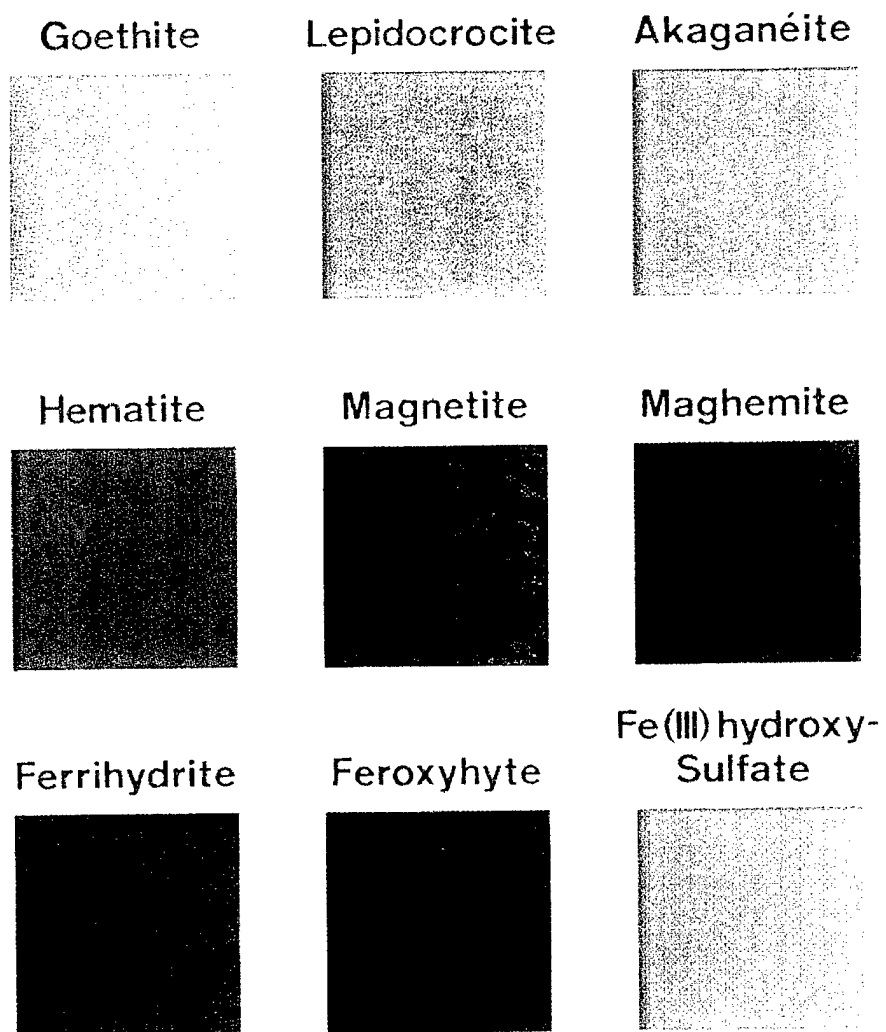 Goethite
Lepidocrocite
Akaganéite
Hematite
Magnetite
Maghemite
Ferrihydrite
Feroxyhyte
Fe(III) hydroxy-
Sulfate